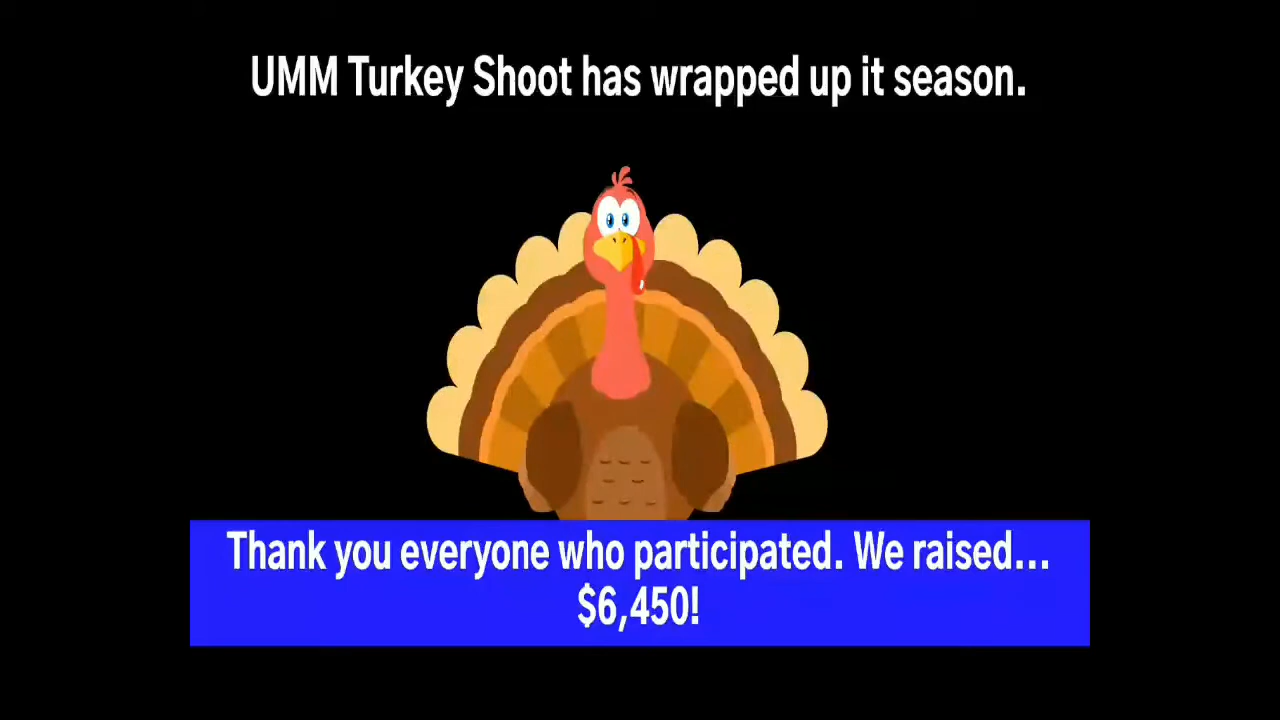 UMM Turkey Shoot has wrapped up it season.
Thank you everyone who participated. We raised...
$6,450!